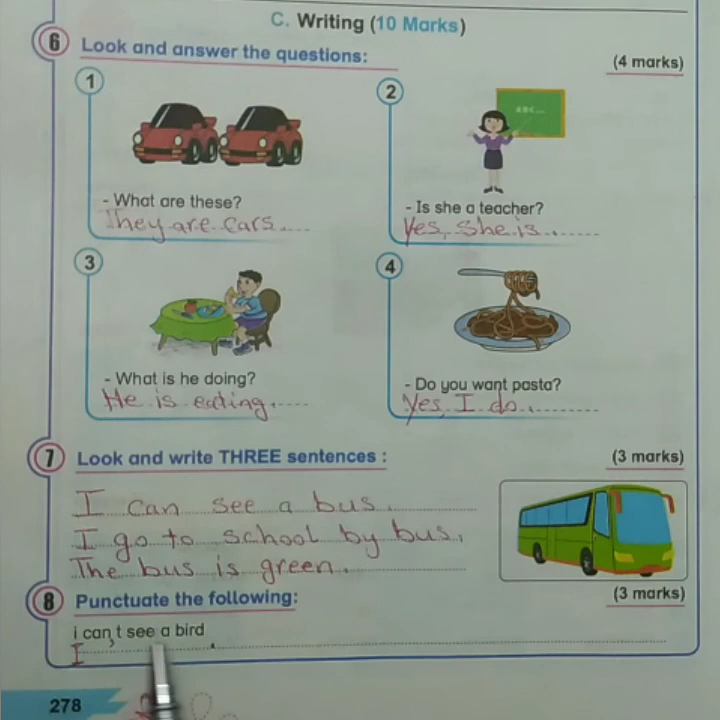 C. Writing (10 Marks)
6 Look and answer the questions: (4 marks)
1
2
ABC...
- What are these?
They are cars.
- Is she a teacher?
Yes, she is.
3
4
- What is he doing?
He is eating.
- Do you want pasta?
Yes, I do.
7 Look and write THREE sentences : (3 marks)
I can see a bus.
I go to school by bus.
The bus is green.
8 Punctuate the following: (3 marks)
i can,t see a bird
I .
278